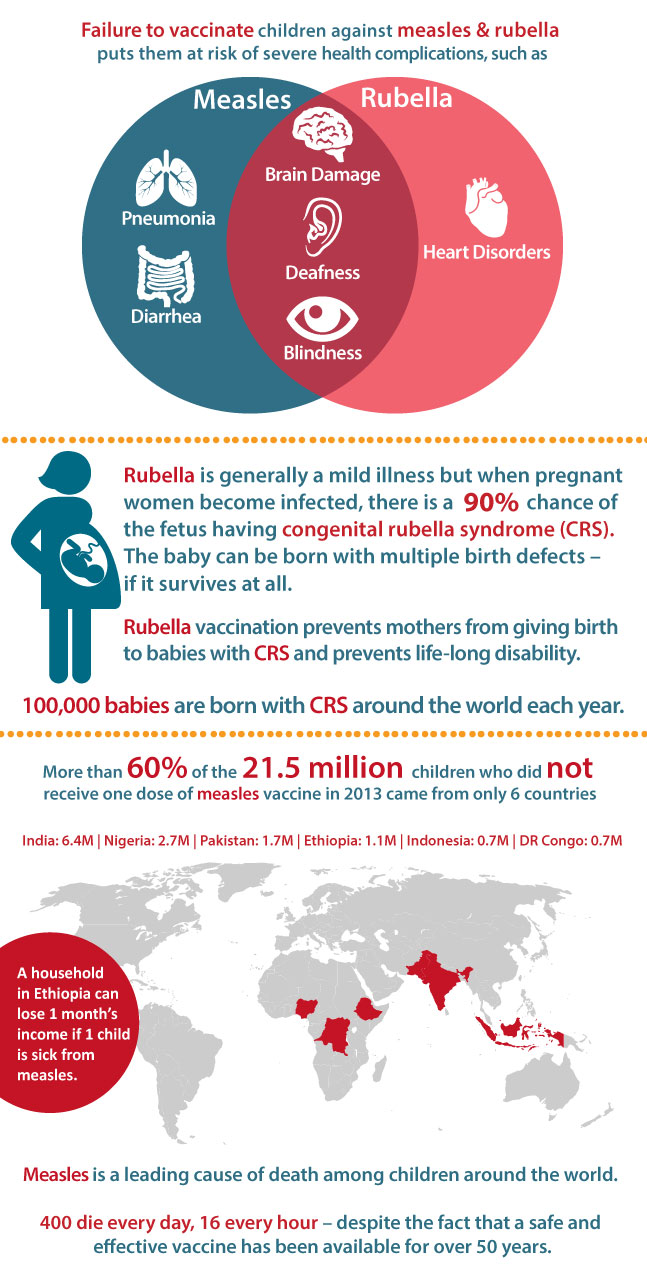 Failure to vaccinate children against measles & rubella
puts them at risk of severe health complications, such as
Measles
Rubella
Brain Damage
Pneumonia
Heart Disorders
Deafness
Diarrhea
Blindness
Rubella is generally a mild illness but when pregnant
women become infected, there is a 90% chance of
the fetus having congenital rubella syndrome (CRS).
The baby can be born with multiple birth defects –
if it survives at all.
Rubella vaccination prevents mothers from giving birth
to babies with CRS and prevents life-long disability.
100,000 babies are born with CRS around the world each year.
More than 60% of the 21.5 million children who did not
receive one dose of measles vaccine in 2013 came from only 6 countries
India: 6.4M | Nigeria: 2.7M | Pakistan: 1.7M | Ethiopia: 1.1M | Indonesia: 0.7M | DR Congo: 0.7M
A household
in Ethiopia can
lose 1 month's
income if 1 child
is sick from
measles.
Measles is a leading cause of death among children around the world.
400 die every day, 16 every hour – despite the fact that a safe and
effective vaccine has been available for over 50 years.